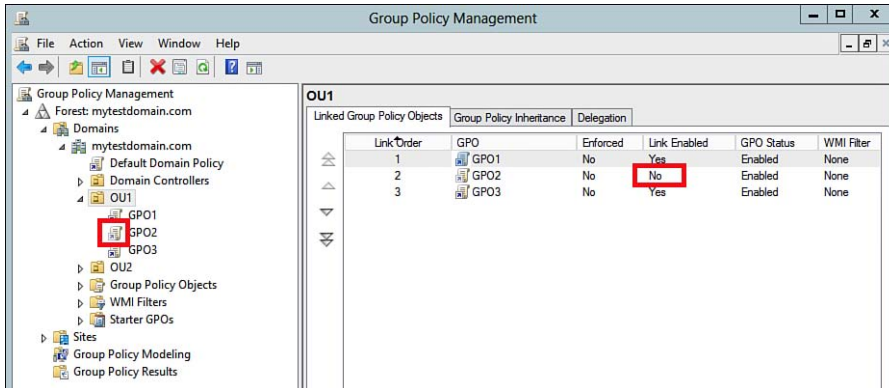 Group Policy Management
File Action View Window Help
Group Policy Management
Forest: mytestdomain.com
Domains
mytestdomain.com
Default Domain Policy
Domain Controllers
OU1
GPO1
GPO2
GPO3
OU2
Group Policy Objects
WMI Filters
Starter GPOs
Sites
Group Policy Modeling
Group Policy Results
OU1
Linked Group Policy Objects Group Policy Inheritance Delegation
Link Order GPO Enforced Link Enabled GPO Status WMI Filter
1 GPO1 No Yes Enabled None
2 GPO2 No No Enabled None
3 GPO3 No Yes Enabled None